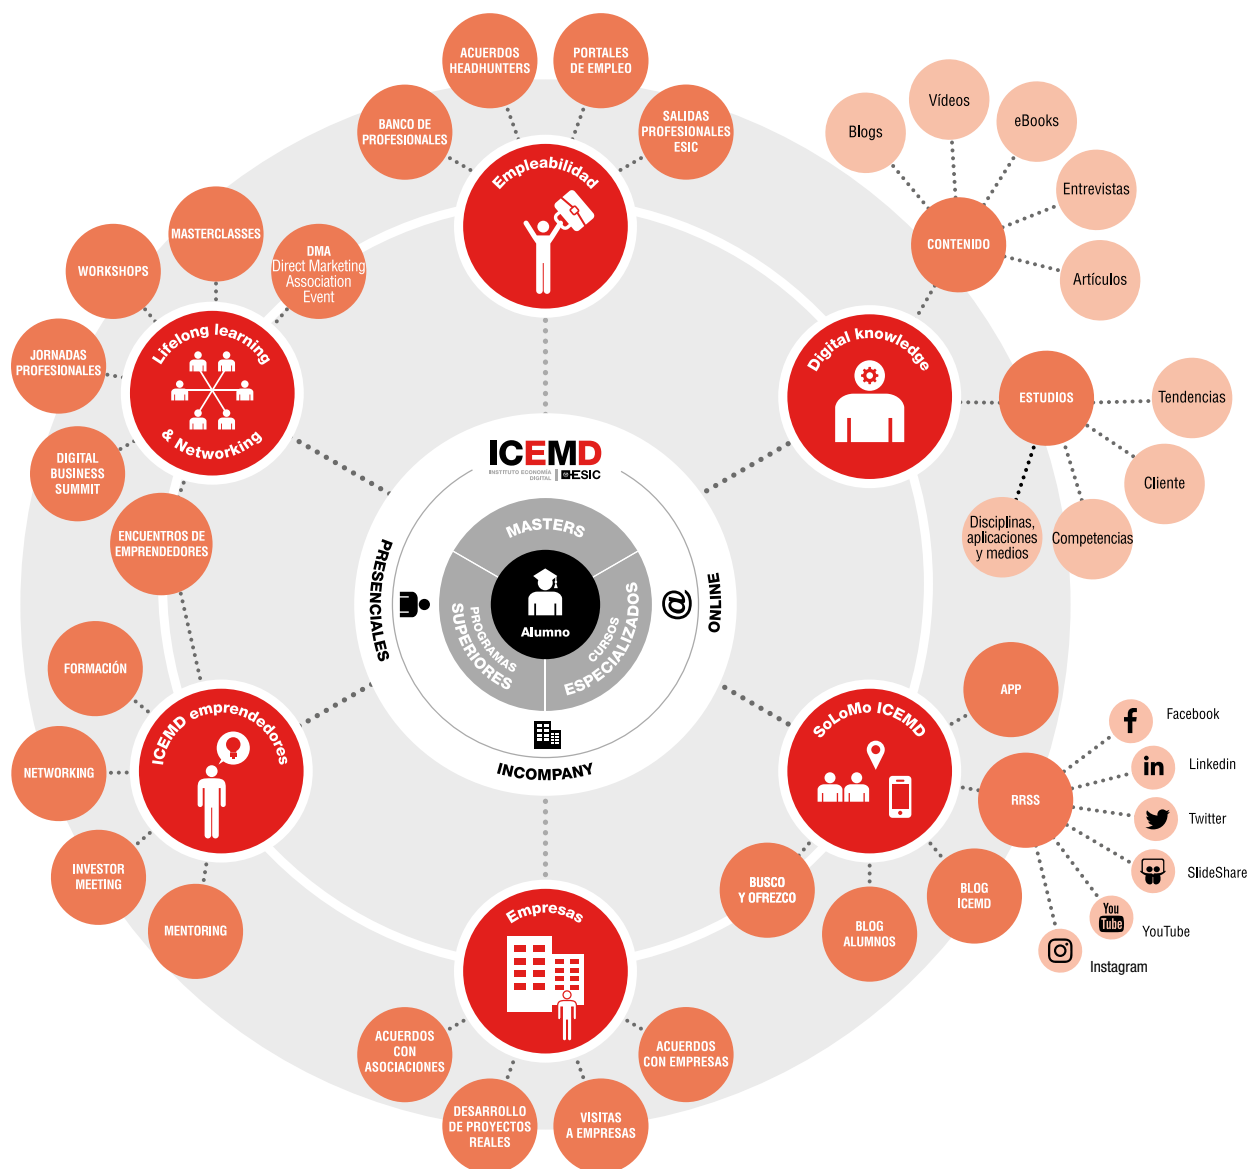 ACUERDOS
HEADHUNTERS
PORTALES
DE EMPLEO
BANCO DE
PROFESIONALES
SALIDAS
PROFESIONALES
ESIC
Empleabilidad
Blogs
Vídeos
eBooks
Entrevistas
Artículos
CONTENIDO
Digital knowledge
ESTUDIOS
Tendencias
Cliente
Competencias
Disciplinas,
aplicaciones
y medios
MASTERCLASSES
WORKSHOPS
DMA
Direct Marketing
Association
Event
JORNADAS
PROFESIONALES
Lifelong learning
& Networking
DIGITAL
BUSINESS
SUMMIT
ENCUENTROS DE
EMPRENDEDORES
ICEMD
INSTITUTO ECONOMÍA
DIGITAL
ESIC
PRESENCIALES
ONLINE
@
INCOMPANY
MASTERS
PROGRAMAS
SUPERIORES
CURSOS
ESPECIALIZADOS
Alumno
FORMACIÓN
ICEMD emprendedores
NETWORKING
INVESTOR
MEETING
MENTORING
SoLoMo ICEMD
APP
RRSS
Facebook
in
Linkedin
Twitter
SlideShare
You
Tube
YouTube
Instagram
BUSCO
Y OFREZCO
BLOG
ALUMNOS
BLOG
ICEMD
Empresas
ACUERDOS
CON
ASOCIACIONES
DESARROLLO
DE PROYECTOS
REALES
VISITAS
A EMPRESAS
ACUERDOS
CON EMPRESAS